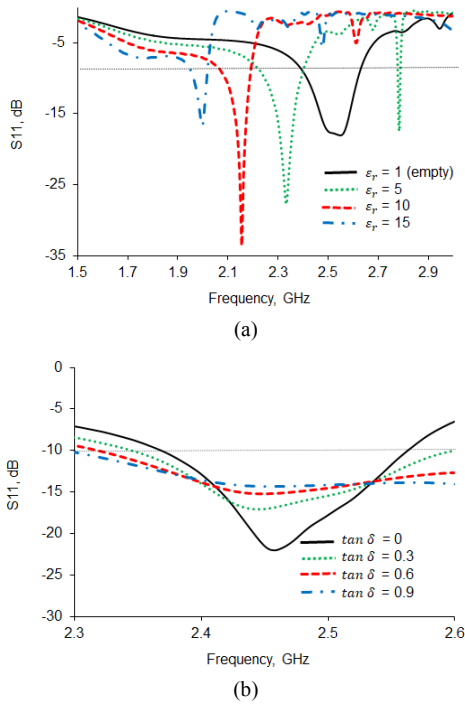 -5
-15
-25
-35
S11, dB
1.5 1.7 1.9 2.1 2.3 2.5 2.7 2.9
Frequency, GHz
εr = 1 (empty)
εr = 5
εr = 10
εr = 15
(a)
0
-5
-10
-15
-20
-25
-30
S11, dB
2.3 2.4 2.5 2.6
Frequency, GHz
tan δ = 0
tan δ = 0.3
tan δ = 0.6
tan δ = 0.9
(b)